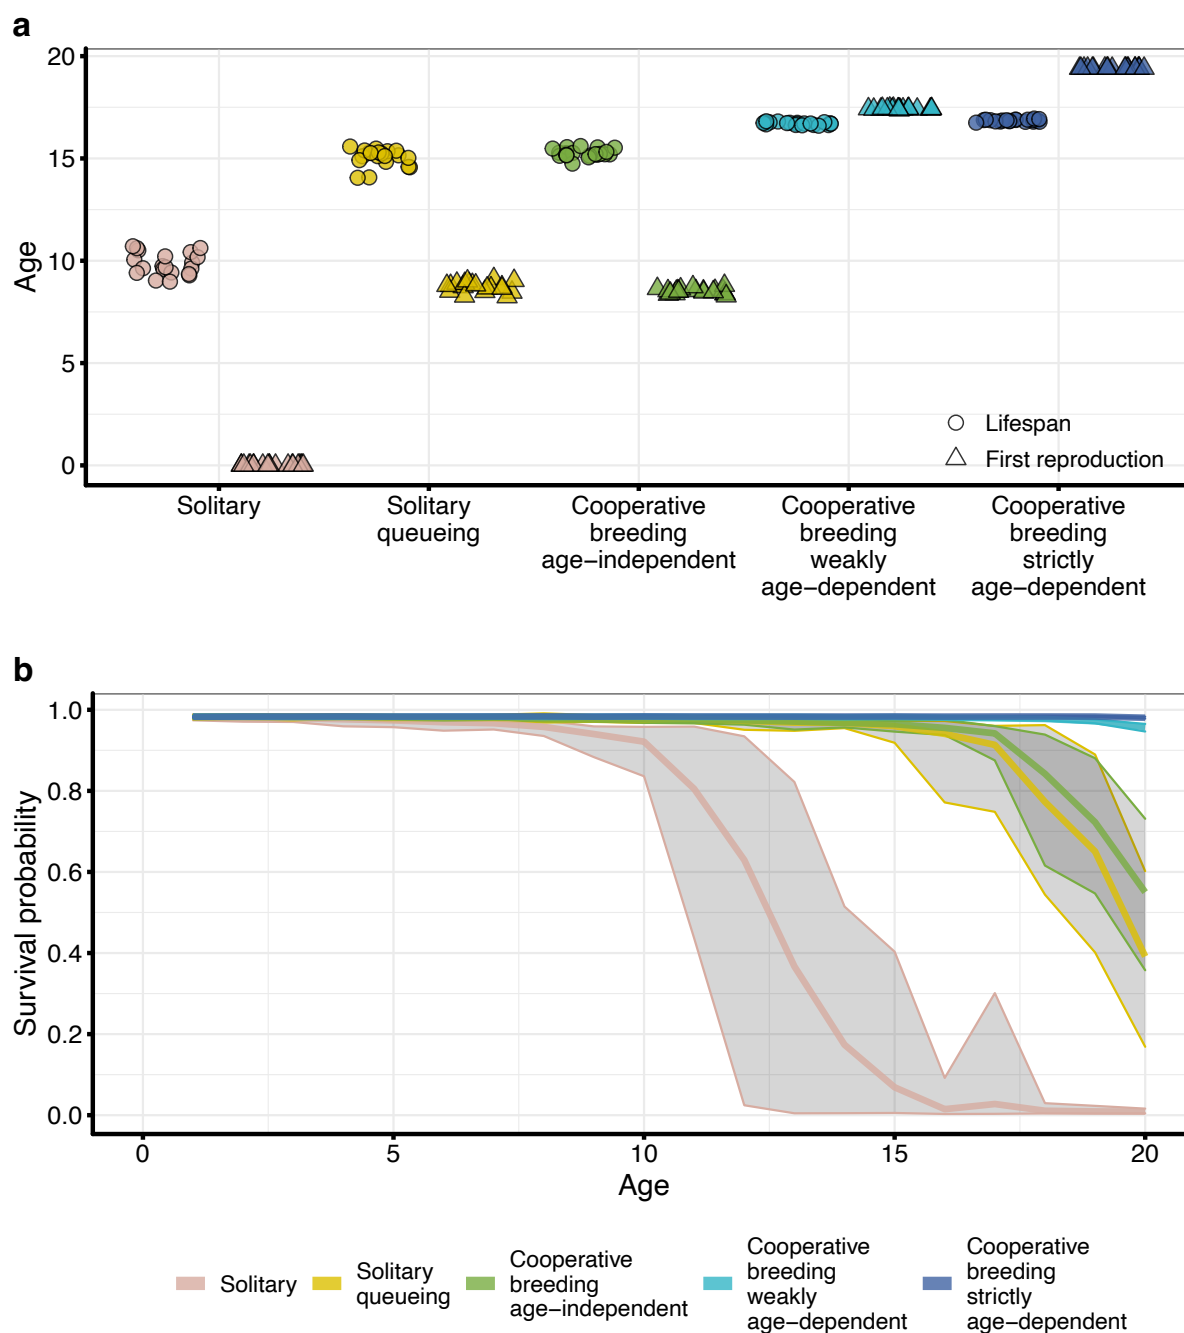 a
20
15
10
5
0
Age
Lifespan
First reproduction
Solitary
Solitary
queueing
Cooperative
breeding
age−independent
Cooperative
breeding
weakly
age−dependent
Cooperative
breeding
strictly
age−dependent
b
1.0
0.8
0.6
0.4
0.2
0.0
Survival probability
0
5
10
15
20
Age
Solitary
Solitary
queueing
Cooperative
breeding
age−independent
Cooperative
breeding
weakly
age−dependent
Cooperative
breeding
strictly
age−dependent